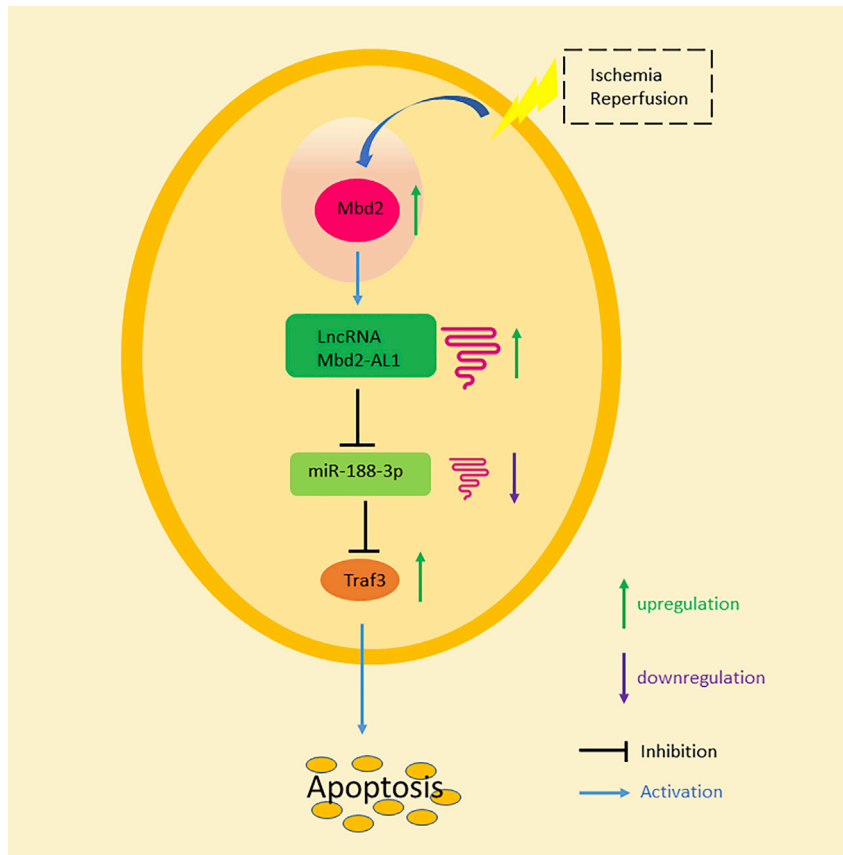 Ischemia
Reperfusion
Mbd2
LncRNA
Mbd2-AL1
miR-188-3p
Traf3
upregulation
downregulation
Inhibition
Activation
Apoptosis